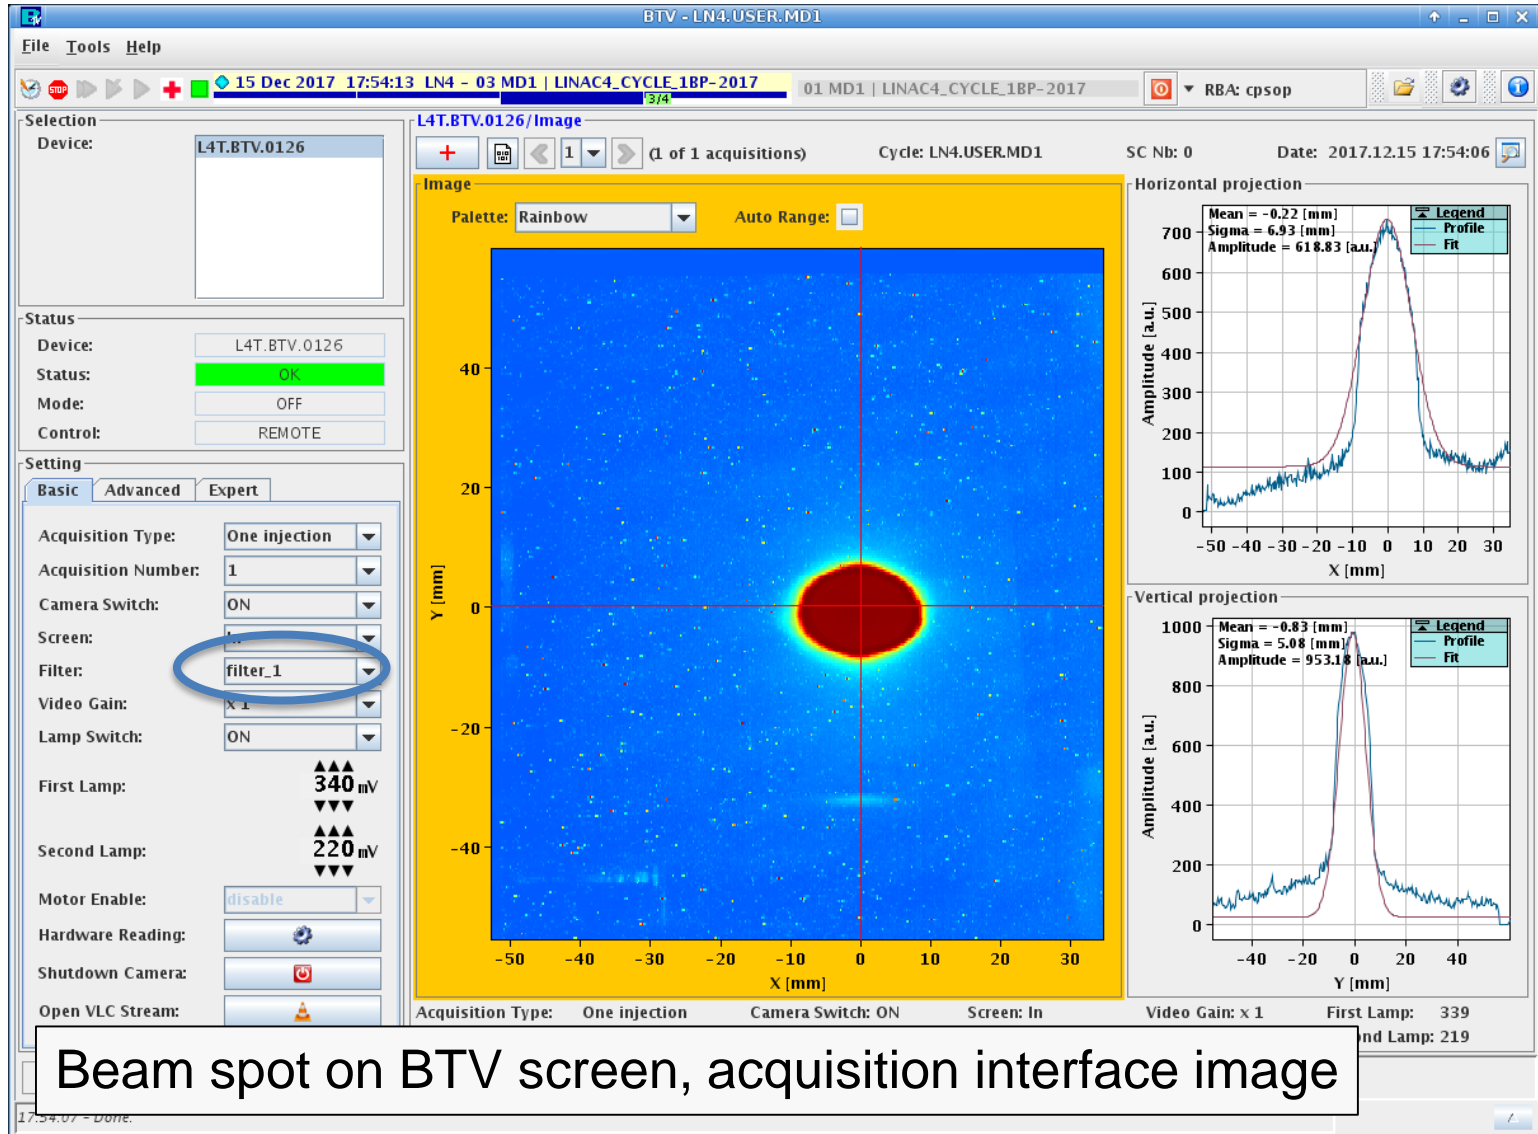 BTV - LN4.USER.MD1
File Tools Help
STOP 15 Dec 2017 17:54:13 LN4 - 03 MD1 | LINAC4_CYCLE_1BP-2017 3/4 01 MD1 | LINAC4_CYCLE_1BP-2017 RBA: cpsop
Selection
Device: L4T.BTV.0126
Status
Device: L4T.BTV.0126
Status: OK
Mode: OFF
Control: REMOTE
Setting
Basic Advanced Expert
Acquisition Type: One injection
Acquisition Number: 1
Camera Switch: ON
Screen:
Filter: filter_1
Video Gain: x 1
Lamp Switch: ON
First Lamp: 340 mV
Second Lamp: 220 mV
Motor Enable: disable
Hardware Reading:
Shutdown Camera:
Open VLC Stream:
L4T.BTV.0126/Image
1 (1 of 1 acquisitions) Cycle: LN4.USER.MD1 SC Nb: 0 Date: 2017.12.15 17:54:06
Image
Palette: Rainbow Auto Range:
Y [mm]
40
20
0
-20
-40
-50 -40 -30 -20 -10 0 10 20 30
X [mm]
Horizontal projection
Mean = -0.22 [mm]
Sigma = 6.93 [mm]
Amplitude = 618.83 [a.u.]
Legend
Profile
Fit
Amplitude [a.u.]
700
600
500
400
300
200
100
0
-50 -40 -30 -20 -10 0 10 20 30
X [mm]
Vertical projection
Mean = -0.83 [mm]
Sigma = 5.08 [mm]
Amplitude = 953.18 [a.u.]
Legend
Profile
Fit
Amplitude [a.u.]
1000
800
600
400
200
0
-40 -20 0 20 40
Y [mm]
Acquisition Type: One injection Camera Switch: ON Screen: In Video Gain: x 1 First Lamp: 339
Lamp: 219
Beam spot on BTV screen, acquisition interface image
17:54:07 - Done.